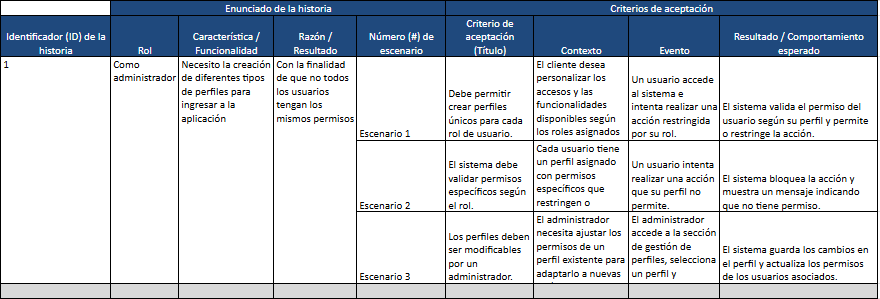 Enunciado de la historia
Criterios de aceptación
Identificador (ID) de la
historia
Rol
Característica /
Funcionalidad
Razón /
Resultado
Número (#) de
escenario
Criterio de
aceptación
(Título)
Contexto
Evento
Resultado / Comportamiento
esperado
1
Como
administrador
Necesito la creación
de diferentes tipos
de perfiles para
ingresar a la
aplicación
Con la finalidad
de que no todos
los usuarios
tengan los
mismos permisos
Escenario 1
Debe permitir
crear perfiles
únicos para cada
rol de usuario.
El cliente desea
personalizar los
accesos y las
funcionalidades
disponibles según
los roles asignados
Un usuario accede
al sistema e
intenta realizar una
acción restringida
por su rol.
El sistema valida el permiso del
usuario según su perfil y permite
o restringe la acción.
Escenario 2
El sistema debe
validar permisos
específicos según
el rol.
Cada usuario tiene
un perfil asignado
con permisos
específicos que
restringen o
Un usuario intenta
realizar una acción
que su perfil no
permite.
El sistema bloquea la acción y
muestra un mensaje indicando
que no tiene permiso.
Escenario 3
Los perfiles deben
ser modificables
por un
administrador.
El administrador
necesita ajustar los
permisos de un
perfil existente para
adaptarlo a nuevas
El administrador
accede a la sección
de gestión de
perfiles, selecciona
un perfil y
El sistema guarda los cambios en
el perfil y actualiza los permisos
de los usuarios asociados.